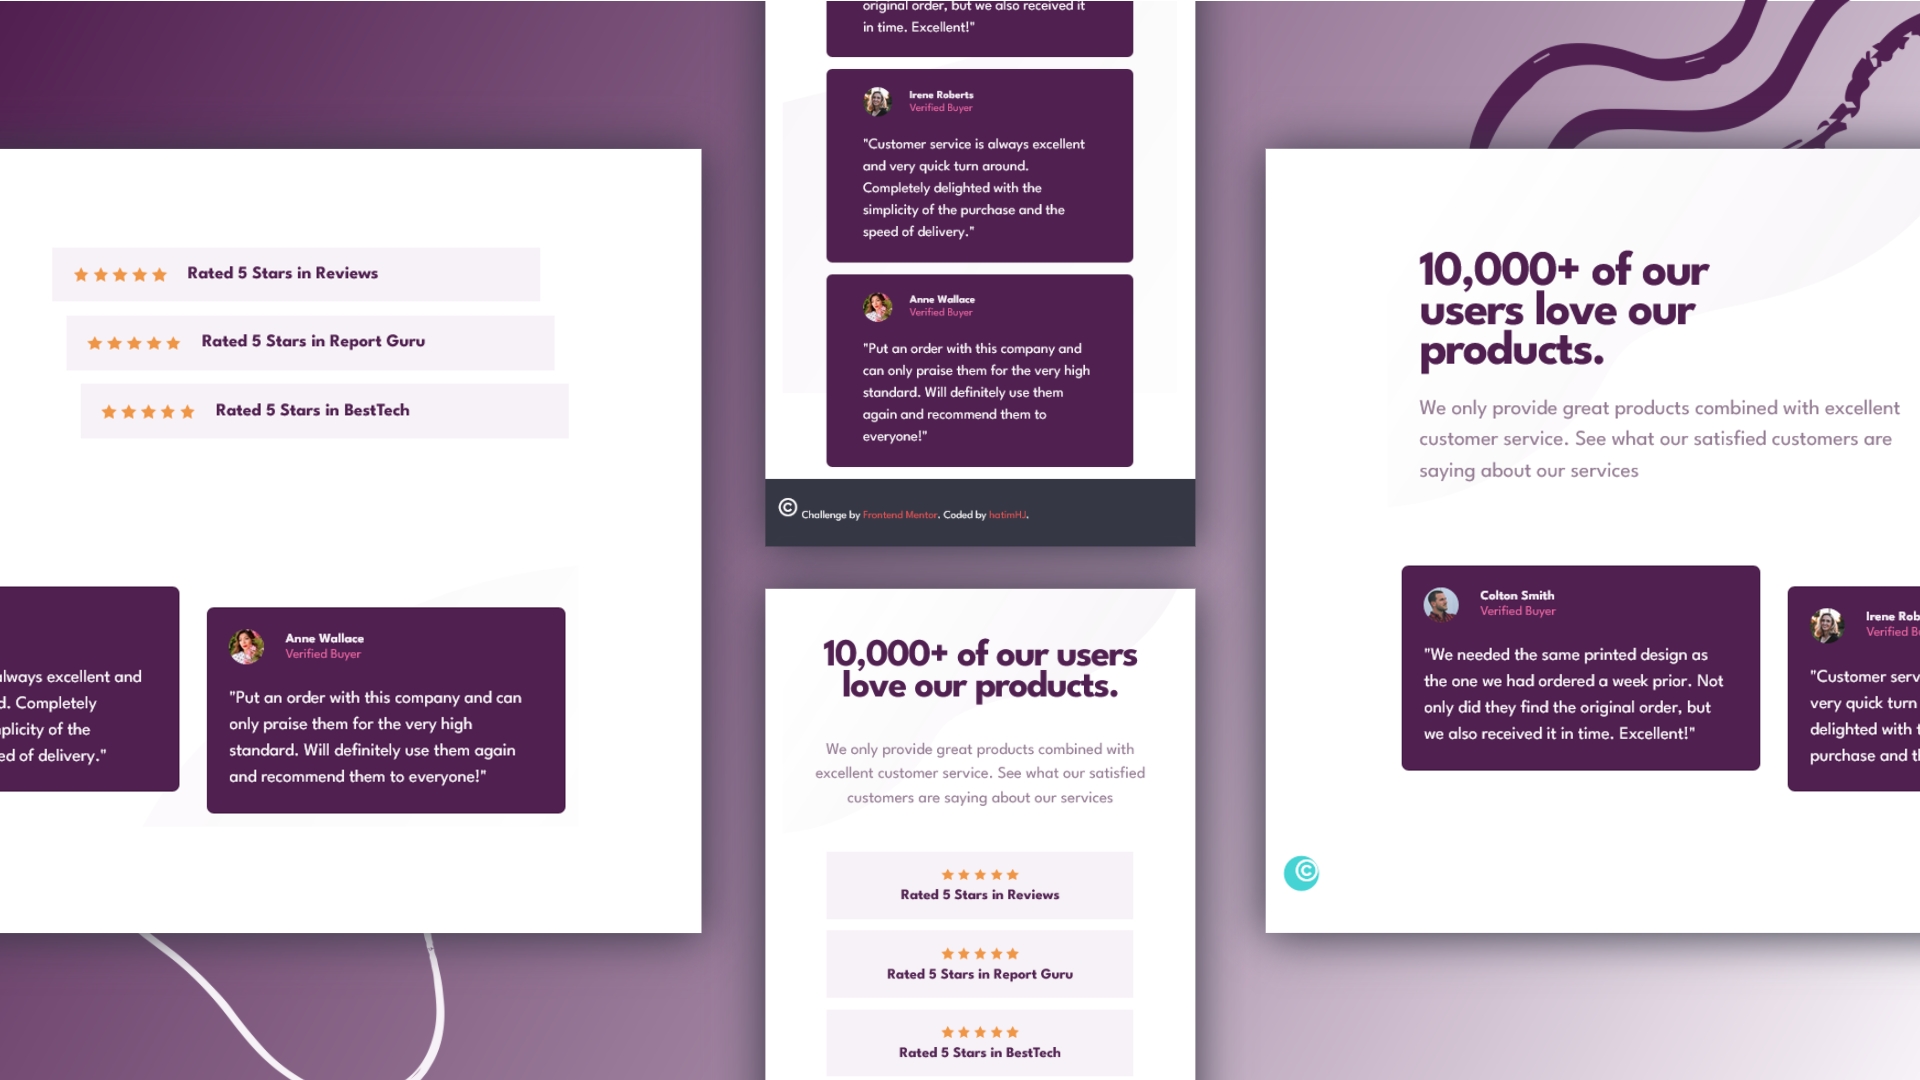 Rated 5 Stars in Reviews
Rated 5 Stars in Report Guru
Rated 5 Stars in BestTech
always excellent and
d. Completely
plicity of the
ed of delivery."
Anne Wallace
Verified Buyer
"Put an order with this company and can
only praise them for the very high
standard. Will definitely use them again
and recommend them to everyone!"
original order, but we also received it
in time. Excellent!"
Irene Roberts
Verified Buyer
"Customer service is always excellent
and very quick turn around.
Completely delighted with the
simplicity of the purchase and the
speed of delivery."
Anne Wallace
Verified Buyer
"Put an order with this company and
can only praise them for the very high
standard. Will definitely use them
again and recommend them to
everyone!"
© Challenge by Frontend Mentor. Coded by hatimHJ.
10,000+ of our users
love our products.
We only provide great products combined with
excellent customer service. See what our satisfied
customers are saying about our services
Rated 5 Stars in Reviews
Rated 5 Stars in Report Guru
Rated 5 Stars in BestTech
10,000+ of our
users love our
products.
We only provide great products combined with excellent
customer service. See what our satisfied customers are
saying about our services
Colton Smith
Verified Buyer
"We needed the same printed design as
the one we had ordered a week prior. Not
only did they find the original order, but
we also received it in time. Excellent!"
Irene Rob
Verified B
"Customer serv
very quick turn
delighted with t
purchase and th
©